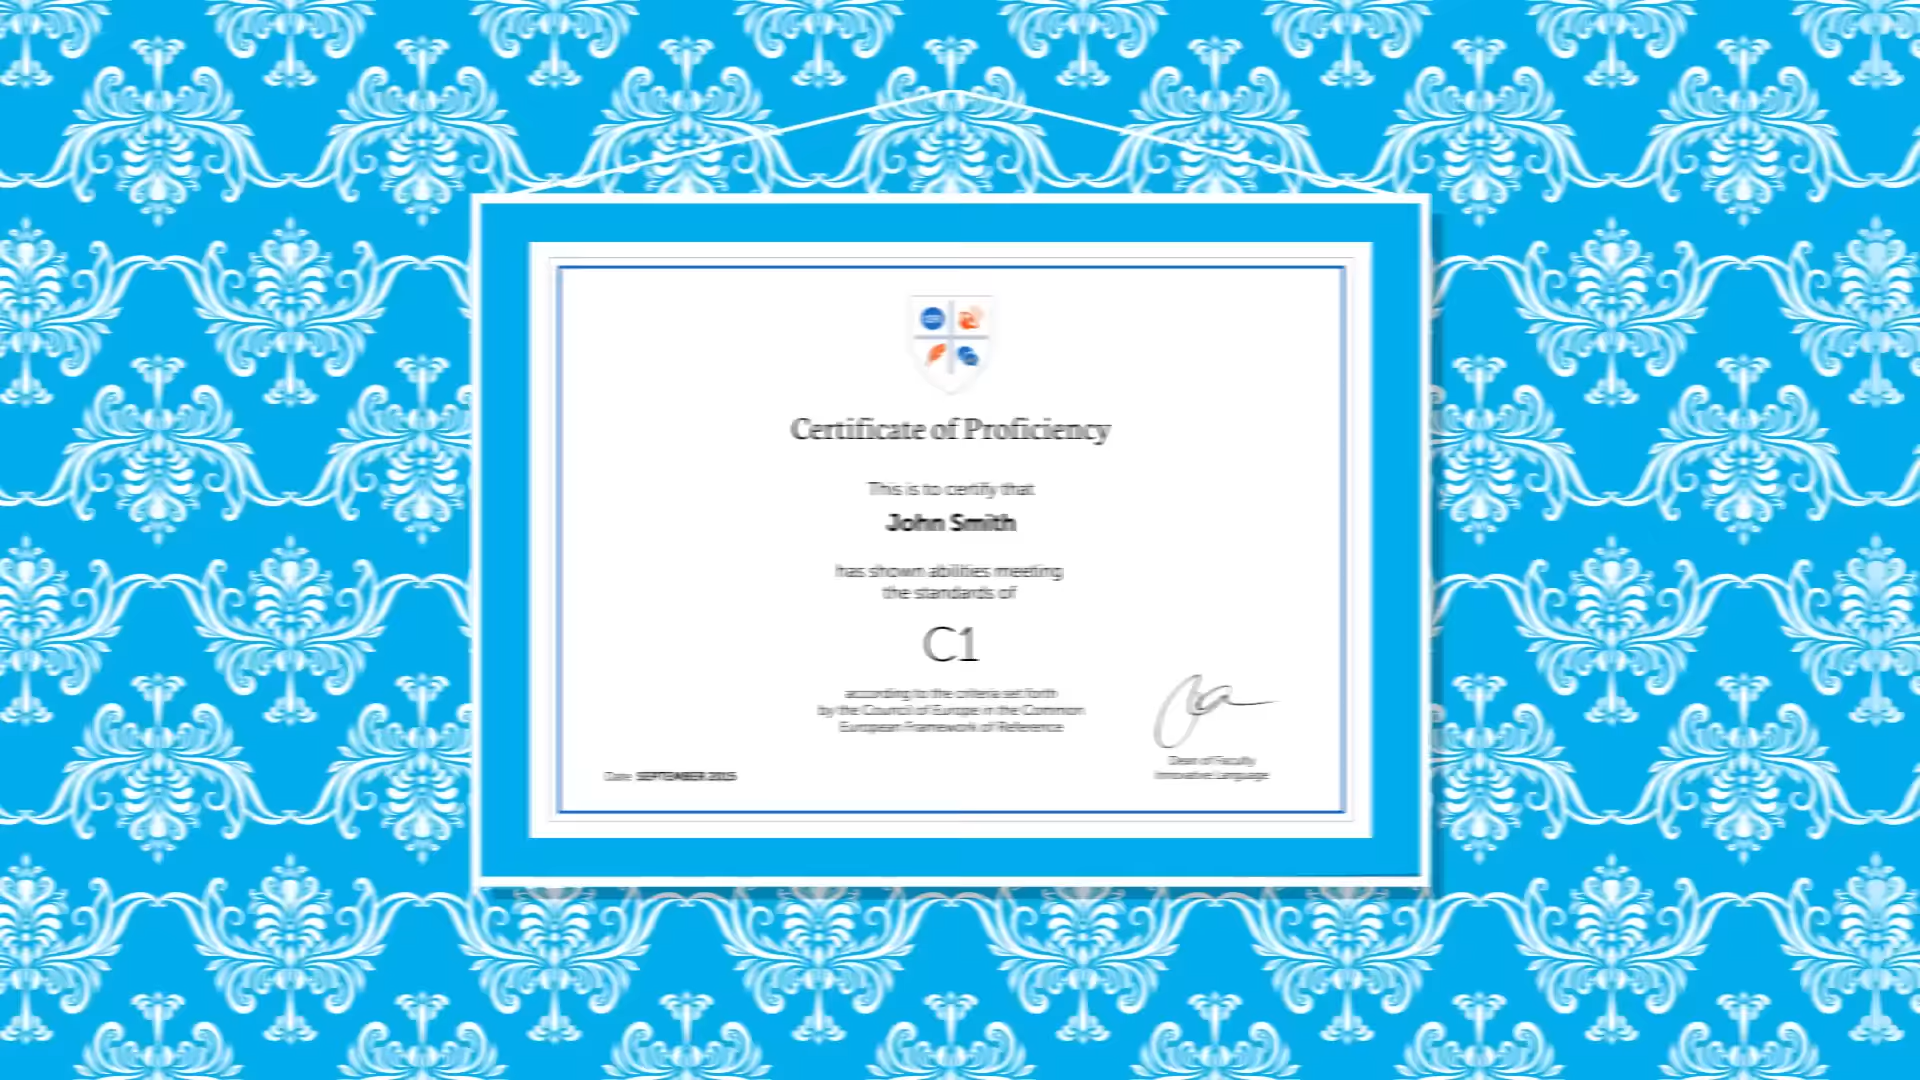 Certificate of Proficiency
This is to certify that
John Smith
has shown abilities meeting
the standards of
C1
according to the criteria set forth
by the Council of Europe in the Common
European Framework of Reference
Date: SEPTEMBER 2015
Dean of Faculty
Innovative Language